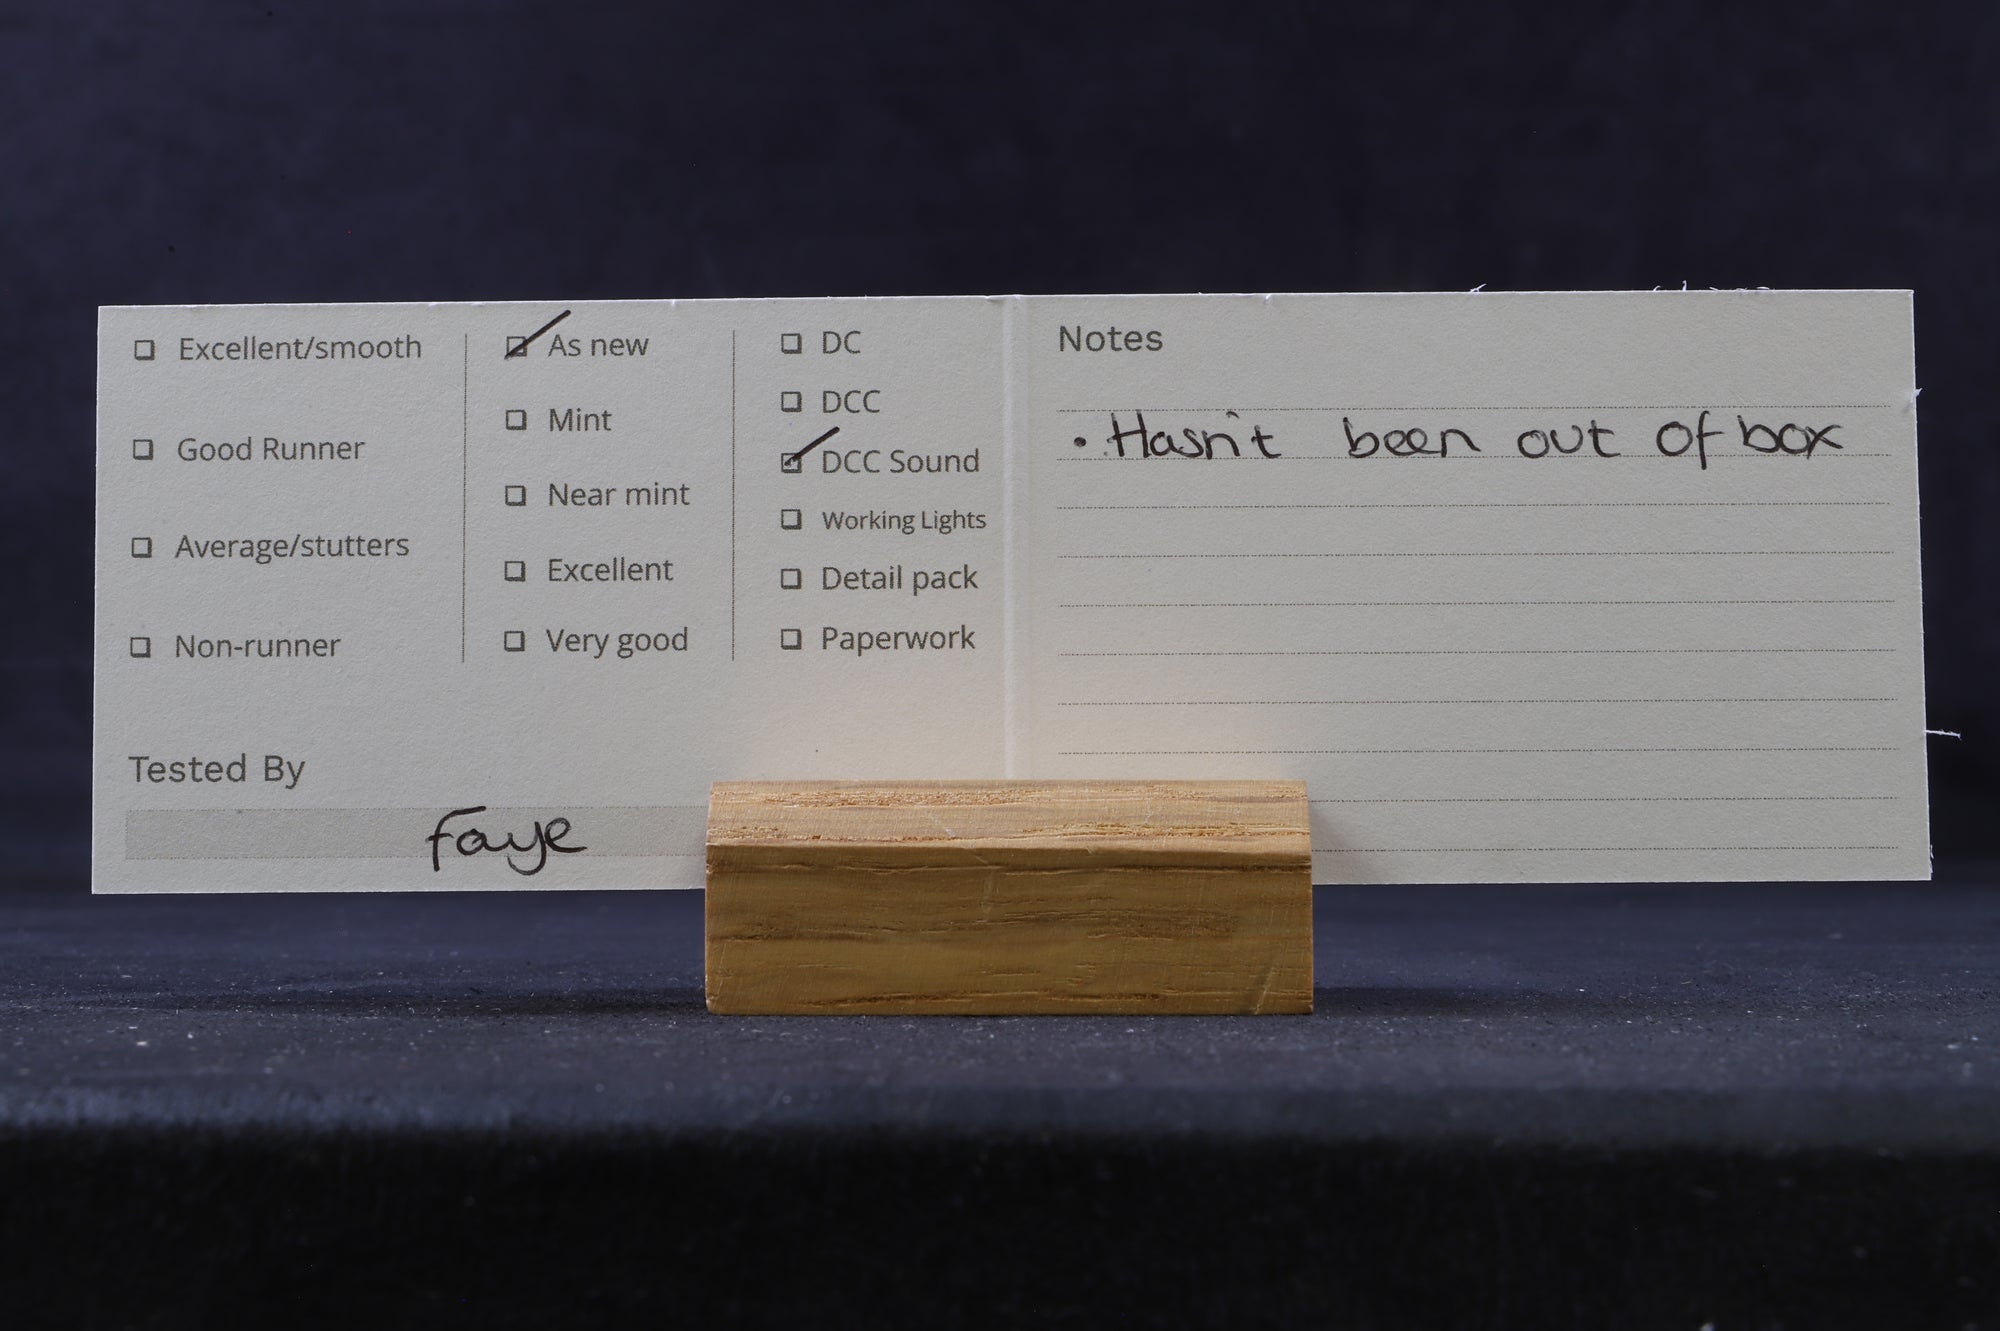 Excellent/smooth
Good Runner
Average/stutters
Non-runner
As new
Mint
Near mint
Excellent
Very good
DC
DCC
DCC Sound
Working Lights
Detail pack
Paperwork
Tested By
Faye
Notes
• Hasn't been out of box